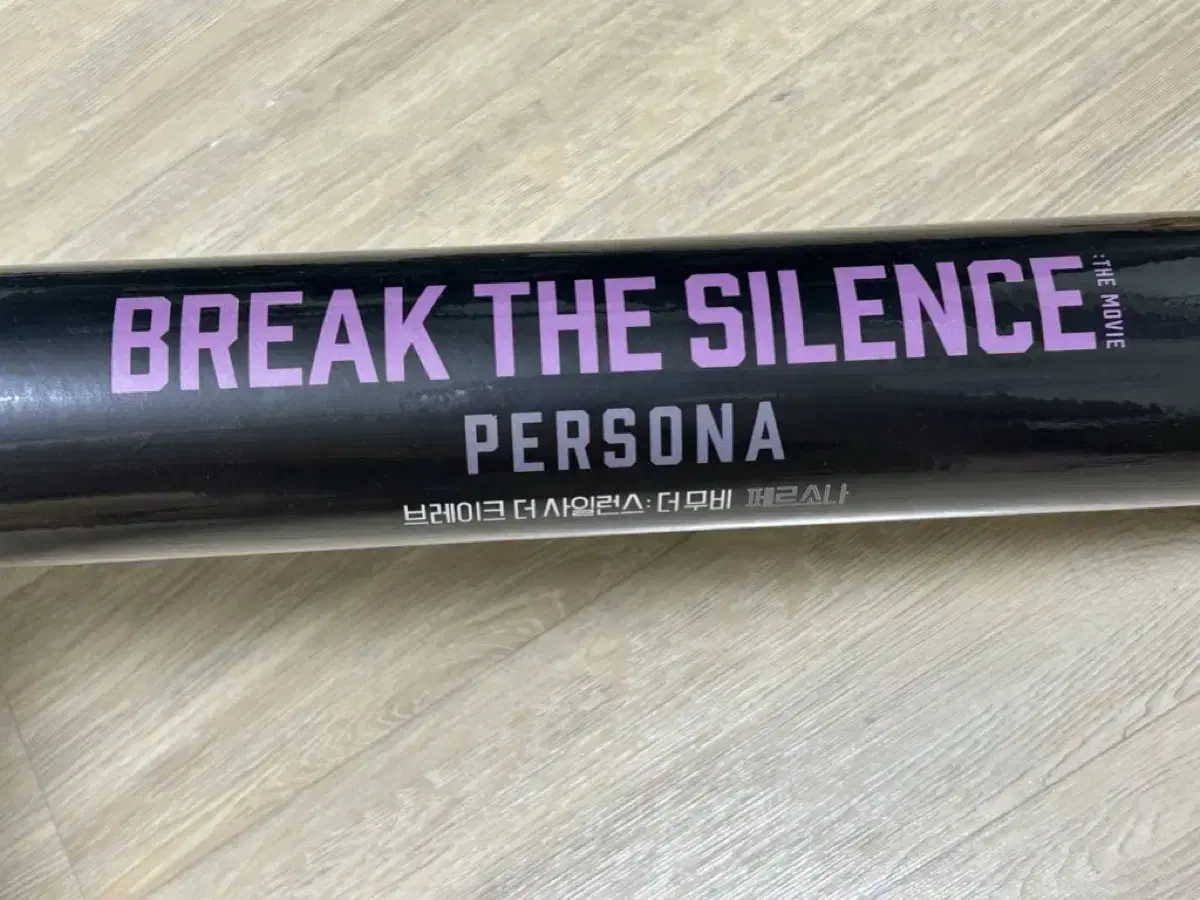 BREAK THE SILENCE
:THE MOVIE
PERSONA
브레이크 더 사일런스: 더 무비 페르소나